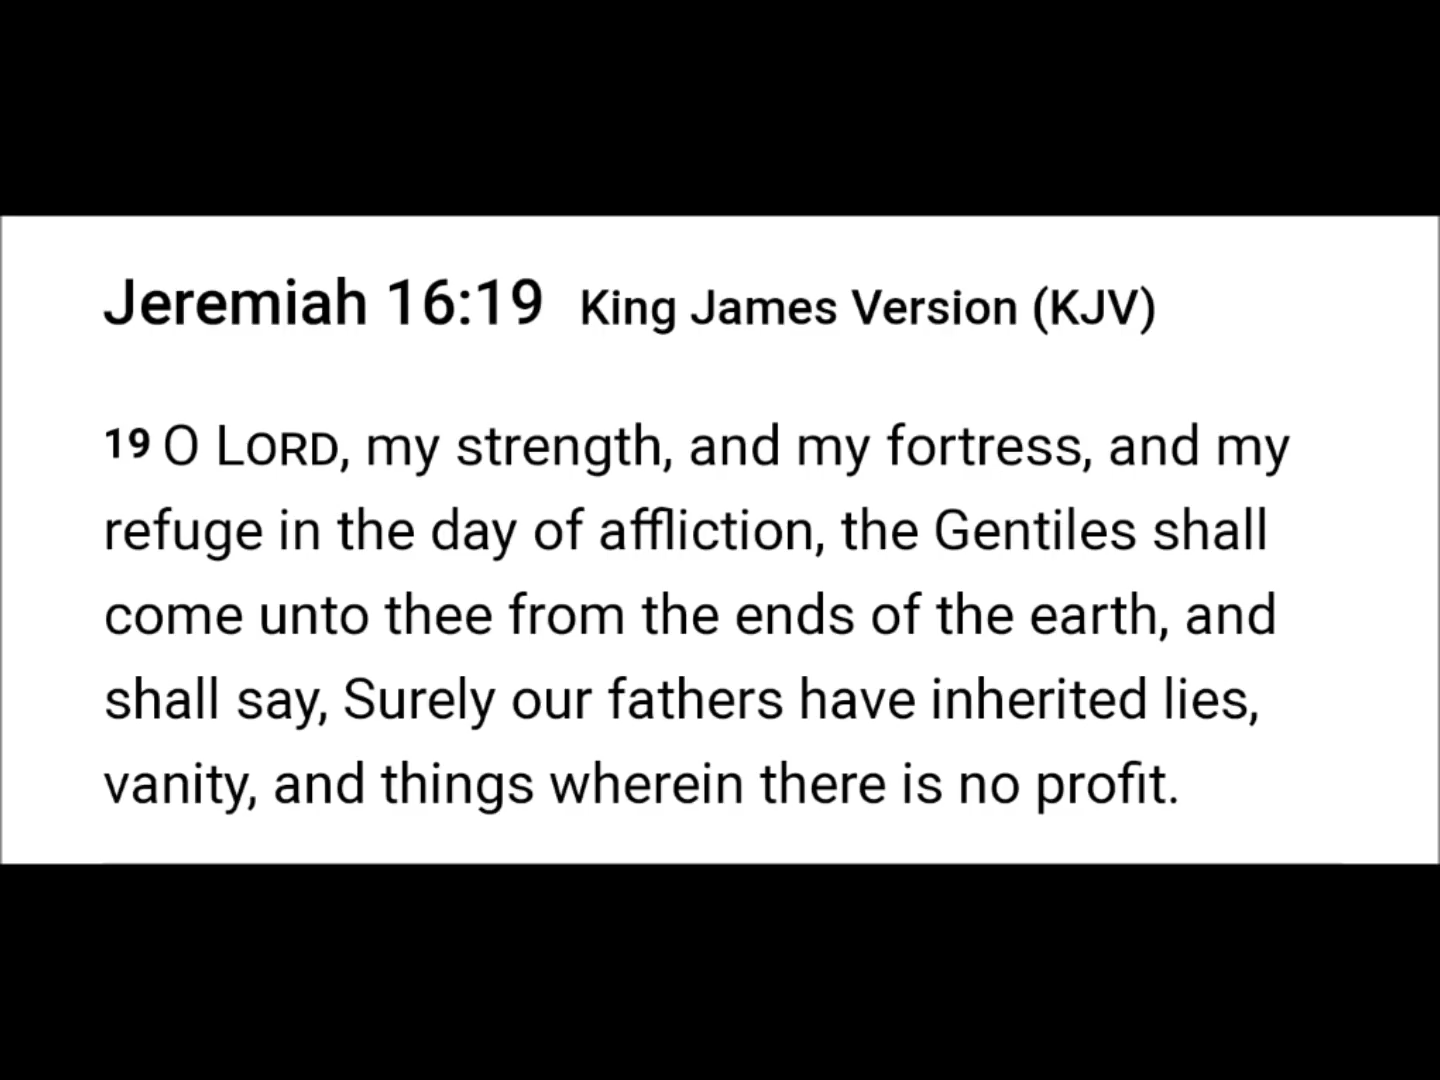 Jeremiah 16:19 King James Version (KJV)
19 O LORD, my strength, and my fortress, and my
refuge in the day of affliction, the Gentiles shall
come unto thee from the ends of the earth, and
shall say, Surely our fathers have inherited lies,
vanity, and things wherein there is no profit.